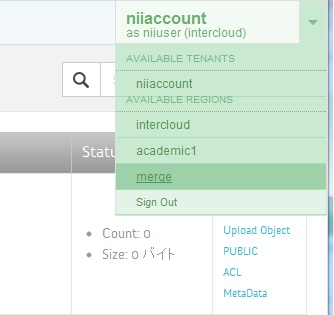 niiaccount
as niiuser (intercloud)
AVAILABLE TENANTS
niiaccount
AVAILABLE REGIONS
intercloud
academic1
merge
Sign Out
Statu
Count: 0
Size: 0 バイト
Upload Object
PUBLIC
ACL
MetaData